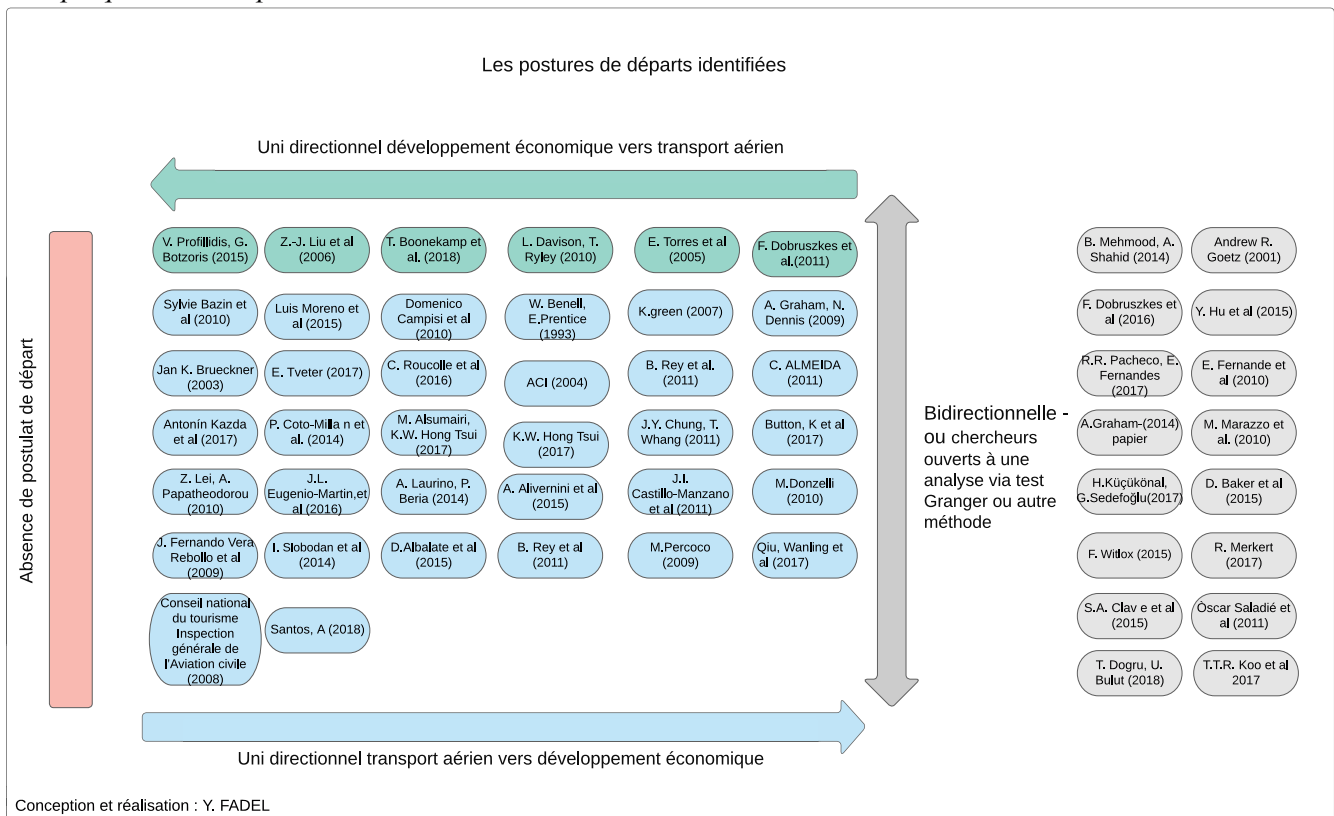 Les postures de départs identifiées
Uni directionnel développement économique vers transport aérien
Absence de postulat de départ
V. Profillidis, G.
Botzoris (2015)
Z.-J. Liu et al
(2006)
T. Boonekamp et
al. (2018)
L. Davison, T.
Ryley (2010)
E. Torres et al
(2005)
F. Dobruszkes et
al.(2011)
Sylvie Bazin et
al (2010)
Luis Moreno et
al (2015)
Domenico
Campisi et al
(2010)
W. Benell,
E.Prentice
(1993)
K.green (2007)
A. Graham, N.
Dennis (2009)
Jan K. Brueckner
(2003)
E. Tveter (2017)
C. Roucolle et al
(2016)
ACI (2004)
B. Rey et al.
(2011)
C. ALMEIDA
(2011)
Antonín Kazda
et al (2017)
P. Coto-Milla n et
al. (2014)
M. Alsumairi,
K.W. Hong Tsui
(2017)
K.W. Hong Tsui
(2017)
J.Y. Chung, T.
Whang (2011)
Button, K et al
(2017)
Z. Lei, A.
Papatheodorou
(2010)
J.L.
Eugenio-Martin,et
al (2016)
A. Laurino, P.
Beria (2014)
A. Alivernini et al
(2015)
J.I.
Castillo-Manzano
et al (2011)
M.Donzelli
(2010)
J. Fernando Vera
Rebollo et al
(2009)
I. Slobodan et al
(2014)
D.Albalate et al
(2015)
B. Rey et al
(2011)
M.Percoco
(2009)
Qiu, Wanling et
al (2017)
Conseil national
du tourisme
Inspection
générale de
l'Aviation civile
(2008)
Santos, A (2018)
Bidirectionnelle -
ou chercheurs
ouverts à une
analyse via test
Granger ou autre
méthode
B. Mehmood, A.
Shahid (2014)
Andrew R.
Goetz (2001)
F. Dobruszkes et
al (2016)
Y. Hu et al (2015)
R.R. Pacheco, E.
Fernandes
(2017)
E. Fernande et
al (2010)
A.Graham-(2014)
papier
M. Marazzo et
al. (2010)
H.Küçükönal,
G.Sedefoğlu(2017)
D. Baker et al
(2015)
F. Witlox (2015)
R. Merkert
(2017)
S.A. Clav e et al
(2015)
Òscar Saladié et
al (2011)
T. Dogru, U.
Bulut (2018)
T.T.R. Koo et al
2017
Uni directionnel transport aérien vers développement économique
Conception et réalisation : Y. FADEL